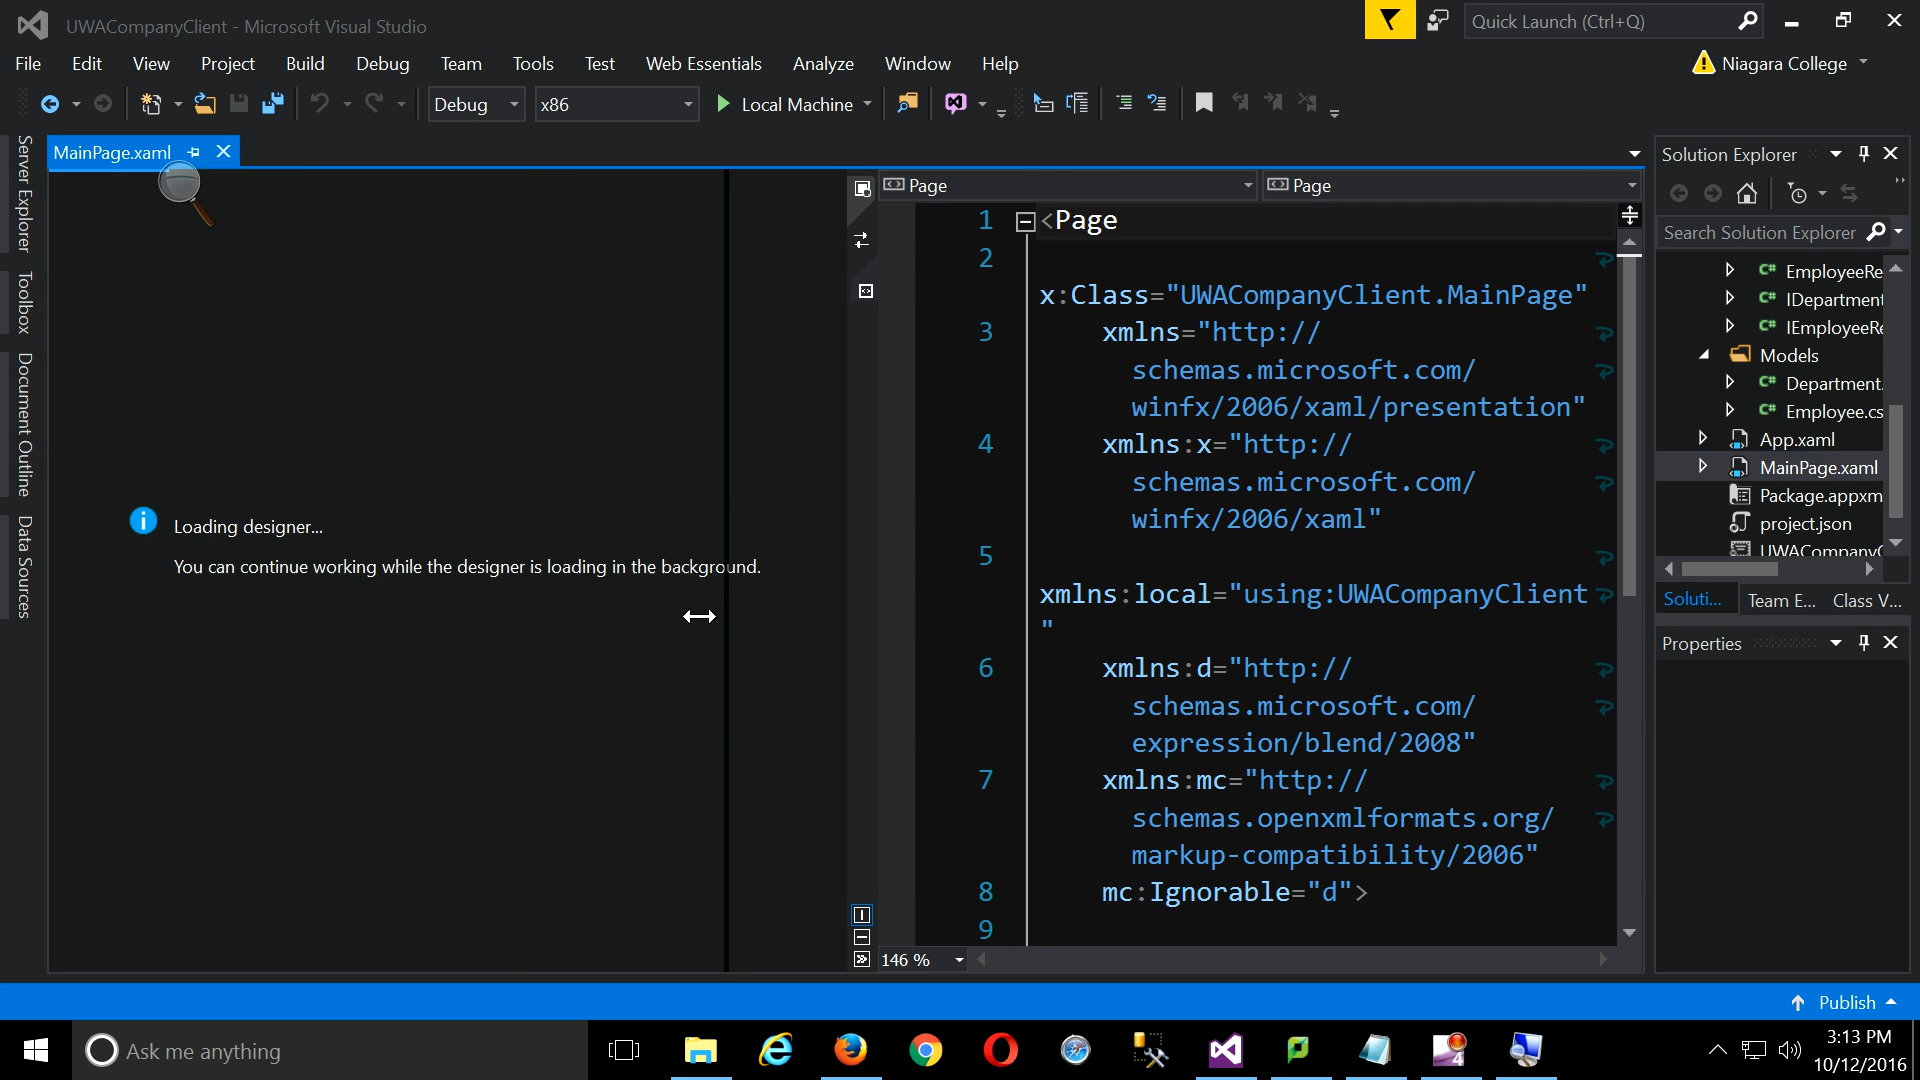 UWACompanyClient - Microsoft Visual Studio
Quick Launch (Ctrl+Q)
File Edit View Project Build Debug Team Tools Test Web Essentials Analyze Window Help
Niagara College
Debug x86 Local Machine
Server Explorer
Toolbox
Document Outline
Data Sources
MainPage.xaml
Loading designer...
You can continue working while the designer is loading in the background.
Page
Page
1 <Page
2
x:Class="UWACompanyClient.MainPage"
3 xmlns="http://
schemas.microsoft.com/
winfx/2006/xaml/presentation"
4 xmlns:x="http://
schemas.microsoft.com/
winfx/2006/xaml"
5
xmlns:local="using:UWACompanyClient
"
6 xmlns:d="http://
schemas.microsoft.com/
expression/blend/2008"
7 xmlns:mc="http://
schemas.openxmlformats.org/
markup-compatibility/2006"
8 mc:Ignorable="d">
9
146 %
Solution Explorer
Search Solution Explorer
C# EmployeeRe
C# IDepartment
C# IEmployeeRe
Models
C# Department.
C# Employee.cs
App.xaml
MainPage.xaml
Package.appxm
project.json
UWACompanyC
Soluti... Team E... Class V...
Properties
Publish
Ask me anything
4
3:13 PM
10/12/2016